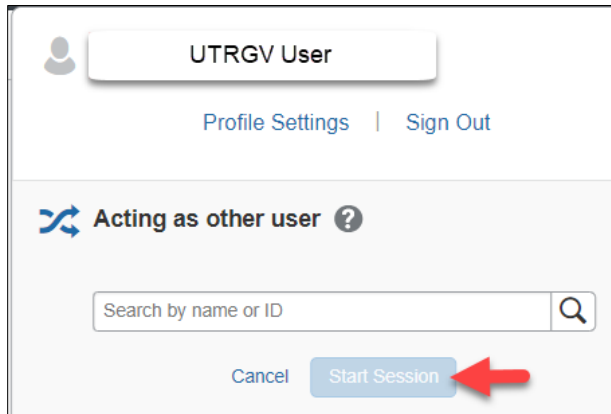 UTRGV User
Profile Settings | Sign Out
Acting as other user ?
Search by name or ID
Cancel Start Session